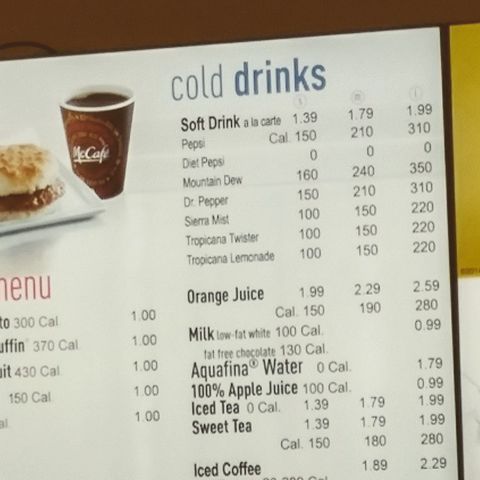 cold drinks
s m l
Soft Drink a la carte 1.39 1.79 1.99
Pepsi Cal. 150 210 310
Diet Pepsi 0 0 0
Mountain Dew 160 240 350
Dr. Pepper 150 210 310
Sierra Mist 100 150 220
Tropicana Twister 100 150 220
Tropicana Lemonade 100 150 220
Orange Juice 1.99 2.29 2.59
Cal. 150 190 280
Milk low-fat white 100 Cal. 0.99
fat free chocolate 130 Cal.
Aquafina® Water 0 Cal. 1.79
100% Apple Juice 100 Cal. 0.99
Iced Tea 0 Cal. 1.39 1.79 1.99
Sweet Tea 1.39 1.79 1.99
Cal. 150 180 280
Iced Coffee 1.89 2.29
McCafé
menu
to 300 Cal 1.00
uffin 370 Cal 1.00
uit 430 Cal 1.00
150 Cal 1.00
al. 1.00